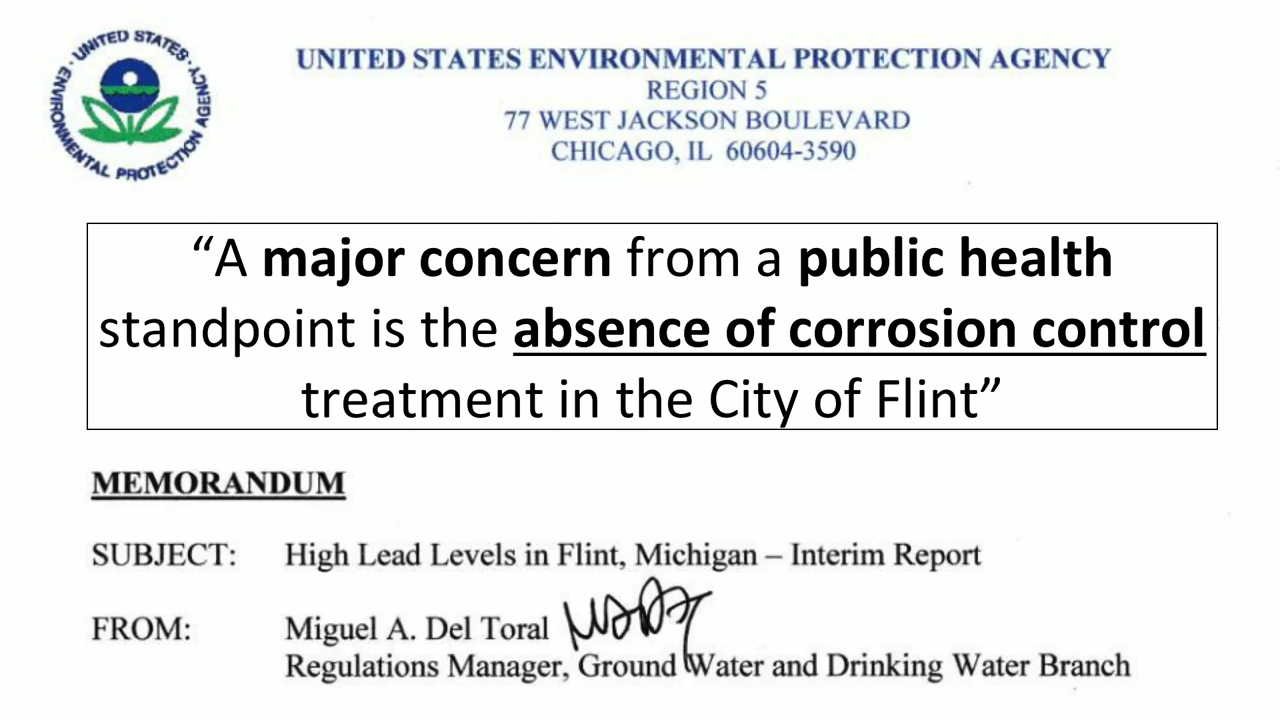 UNITED STATES · ENVIRONMENTAL PROTECTION AGENCY ·
UNITED STATES ENVIRONMENTAL PROTECTION AGENCY
REGION 5
77 WEST JACKSON BOULEVARD
CHICAGO, IL 60604-3590
“A major concern from a public health
standpoint is the absence of corrosion control
treatment in the City of Flint”
MEMORANDUM
SUBJECT: High Lead Levels in Flint, Michigan – Interim Report
FROM: Miguel A. Del Toral
Regulations Manager, Ground Water and Drinking Water Branch